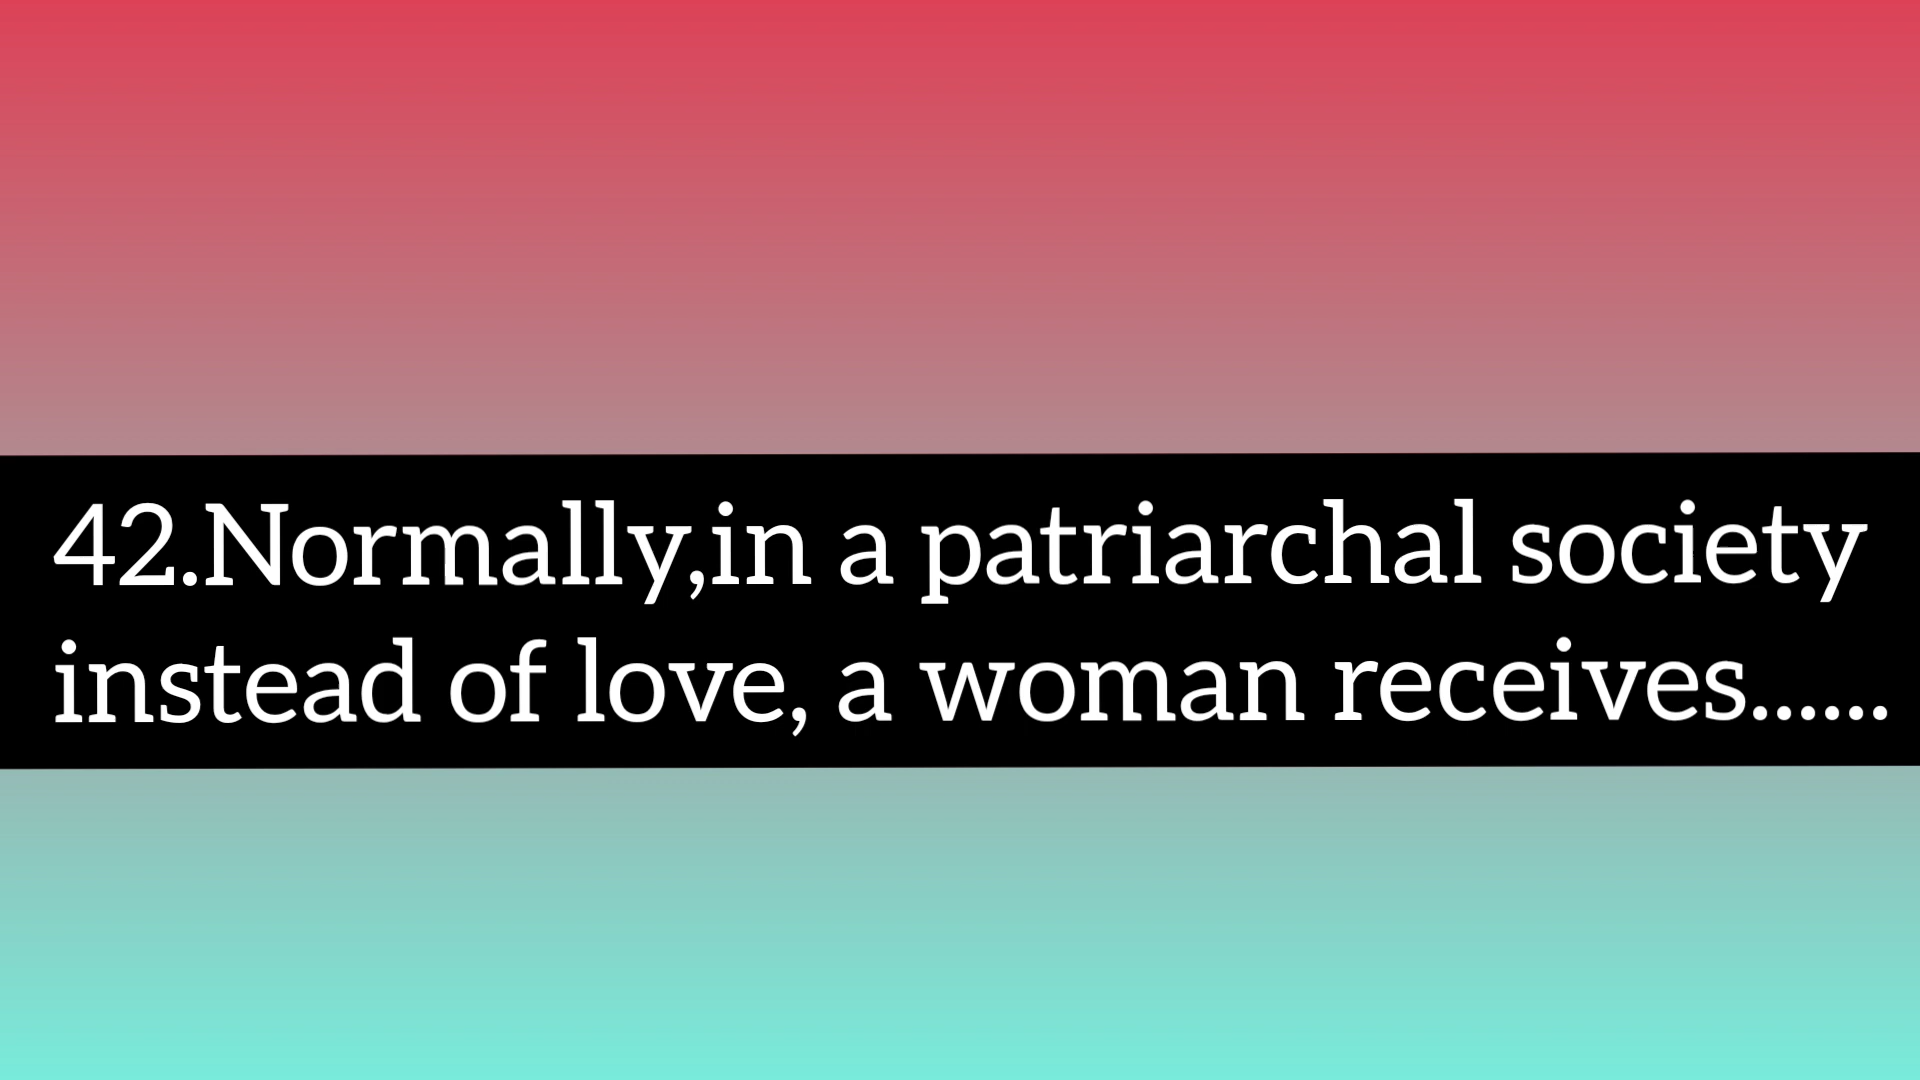 42.Normally,in a patriarchal society
instead of love, a woman receives......